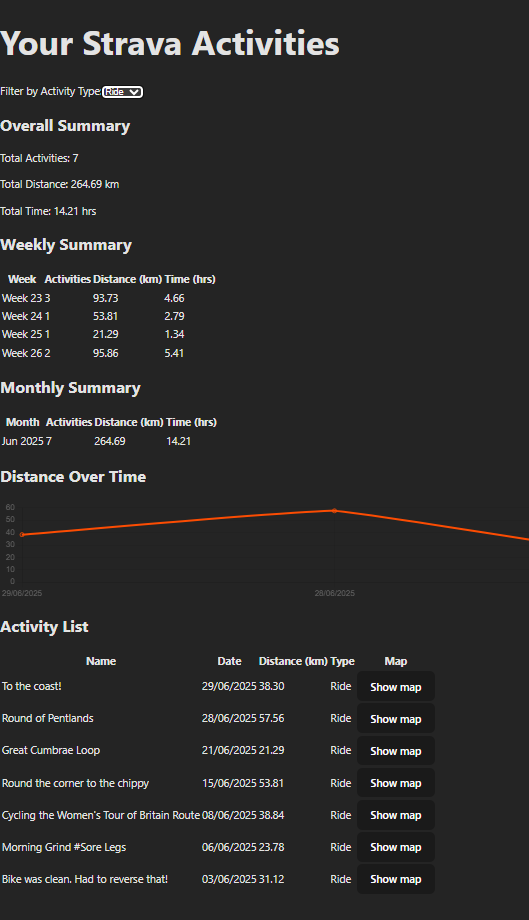 Your Strava Activities
Filter by Activity Type: Ride
Overall Summary
Total Activities: 7
Total Distance: 264.69 km
Total Time: 14.21 hrs
Weekly Summary
Week Activities Distance (km) Time (hrs)
Week 23 3 93.73 4.66
Week 24 1 53.81 2.79
Week 25 1 21.29 1.34
Week 26 2 95.86 5.41
Monthly Summary
Month Activities Distance (km) Time (hrs)
Jun 2025 7 264.69 14.21
Distance Over Time
60
50
40
30
20
10
0
29/06/2025 28/06/2025
Activity List
Name Date Distance (km) Type Map
To the coast! 29/06/2025 38.30 Ride Show map
Round of Pentlands 28/06/2025 57.56 Ride Show map
Great Cumbrae Loop 21/06/2025 21.29 Ride Show map
Round the corner to the chippy 15/06/2025 53.81 Ride Show map
Cycling the Women's Tour of Britain Route 08/06/2025 38.84 Ride Show map
Morning Grind #Sore Legs 06/06/2025 23.78 Ride Show map
Bike was clean. Had to reverse that! 03/06/2025 31.12 Ride Show map